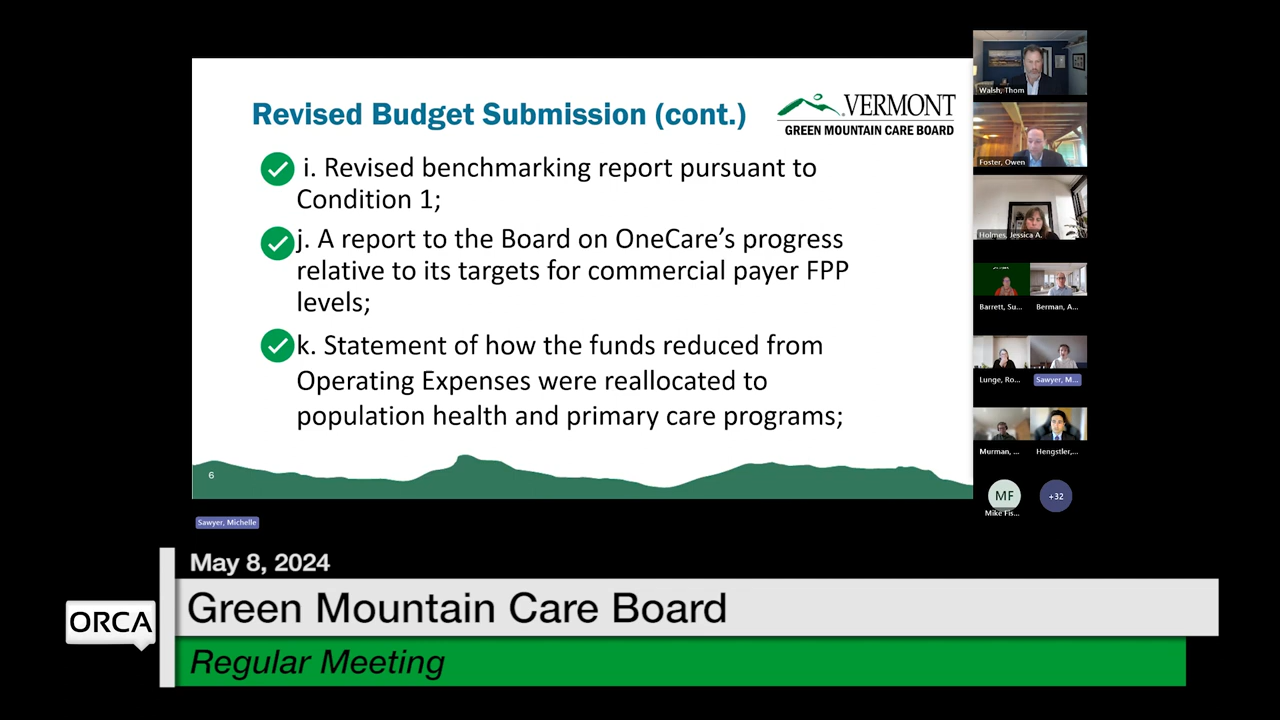 Revised Budget Submission (cont.)
VERMONT
GREEN MOUNTAIN CARE BOARD
i. Revised benchmarking report pursuant to
Condition 1;
j. A report to the Board on OneCare's progress
relative to its targets for commercial payer FPP
levels;
k. Statement of how the funds reduced from
Operating Expenses were reallocated to
population health and primary care programs;
6
Sawyer, Michelle
Walsh, Thom
Foster, Owen
Holmes, Jessica A.
Barrett, Su...
Berman, A...
Lunge, Ro...
Sawyer, M...
Murman, ...
Hengstler,...
MF
+32
Mike Fis...
May 8, 2024
ORCA
Green Mountain Care Board
Regular Meeting